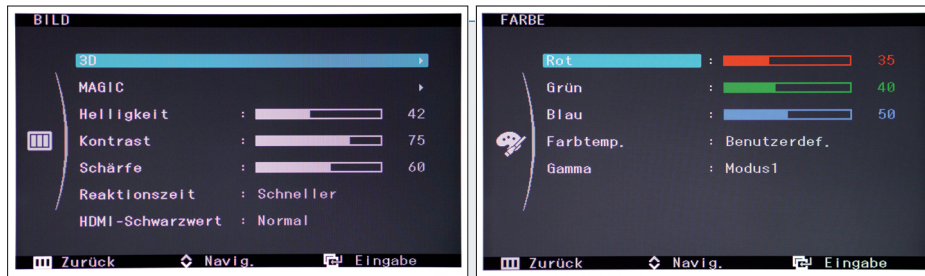 BILD
3D
MAGIC
Helligkeit : 42
Kontrast : 75
Schärfe : 60
Reaktionszeit : Schneller
HDMI-Schwarzwert : Normal
Zurück Navig. Eingabe
FARBE
Rot : 35
Grün : 40
Blau : 50
Farbtemp. : Benutzerdef.
Gamma : Modus1
Zurück Navig. Eingabe